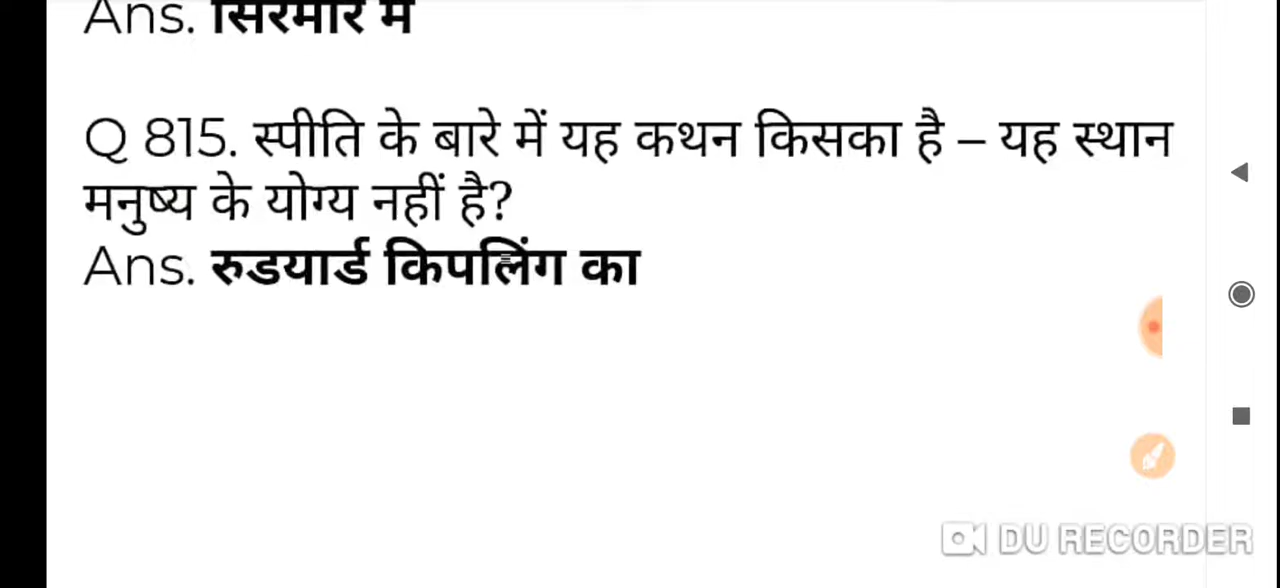 Ans. सिरमौर में
Q 815. स्पीति के बारे में यह कथन किसका है – यह स्थान
मनुष्य के योग्य नहीं है?
Ans. रुडयार्ड किपलिंग का
DU RECORDER